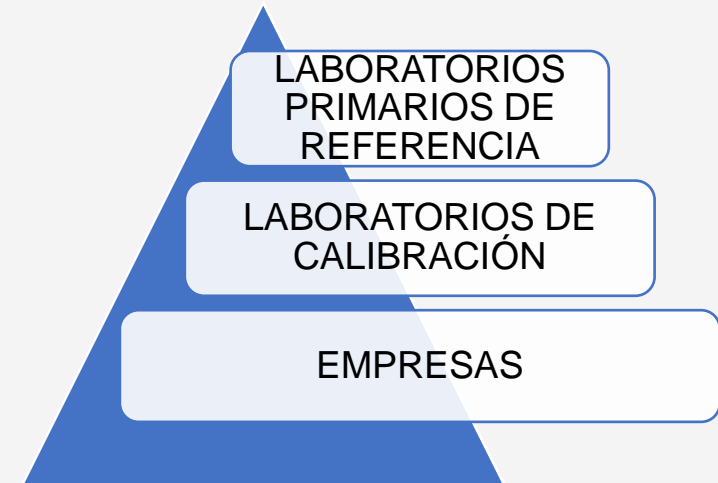 LABORATORIOS
PRIMARIOS DE
REFERENCIA
LABORATORIOS DE
CALIBRACIÓN
EMPRESAS